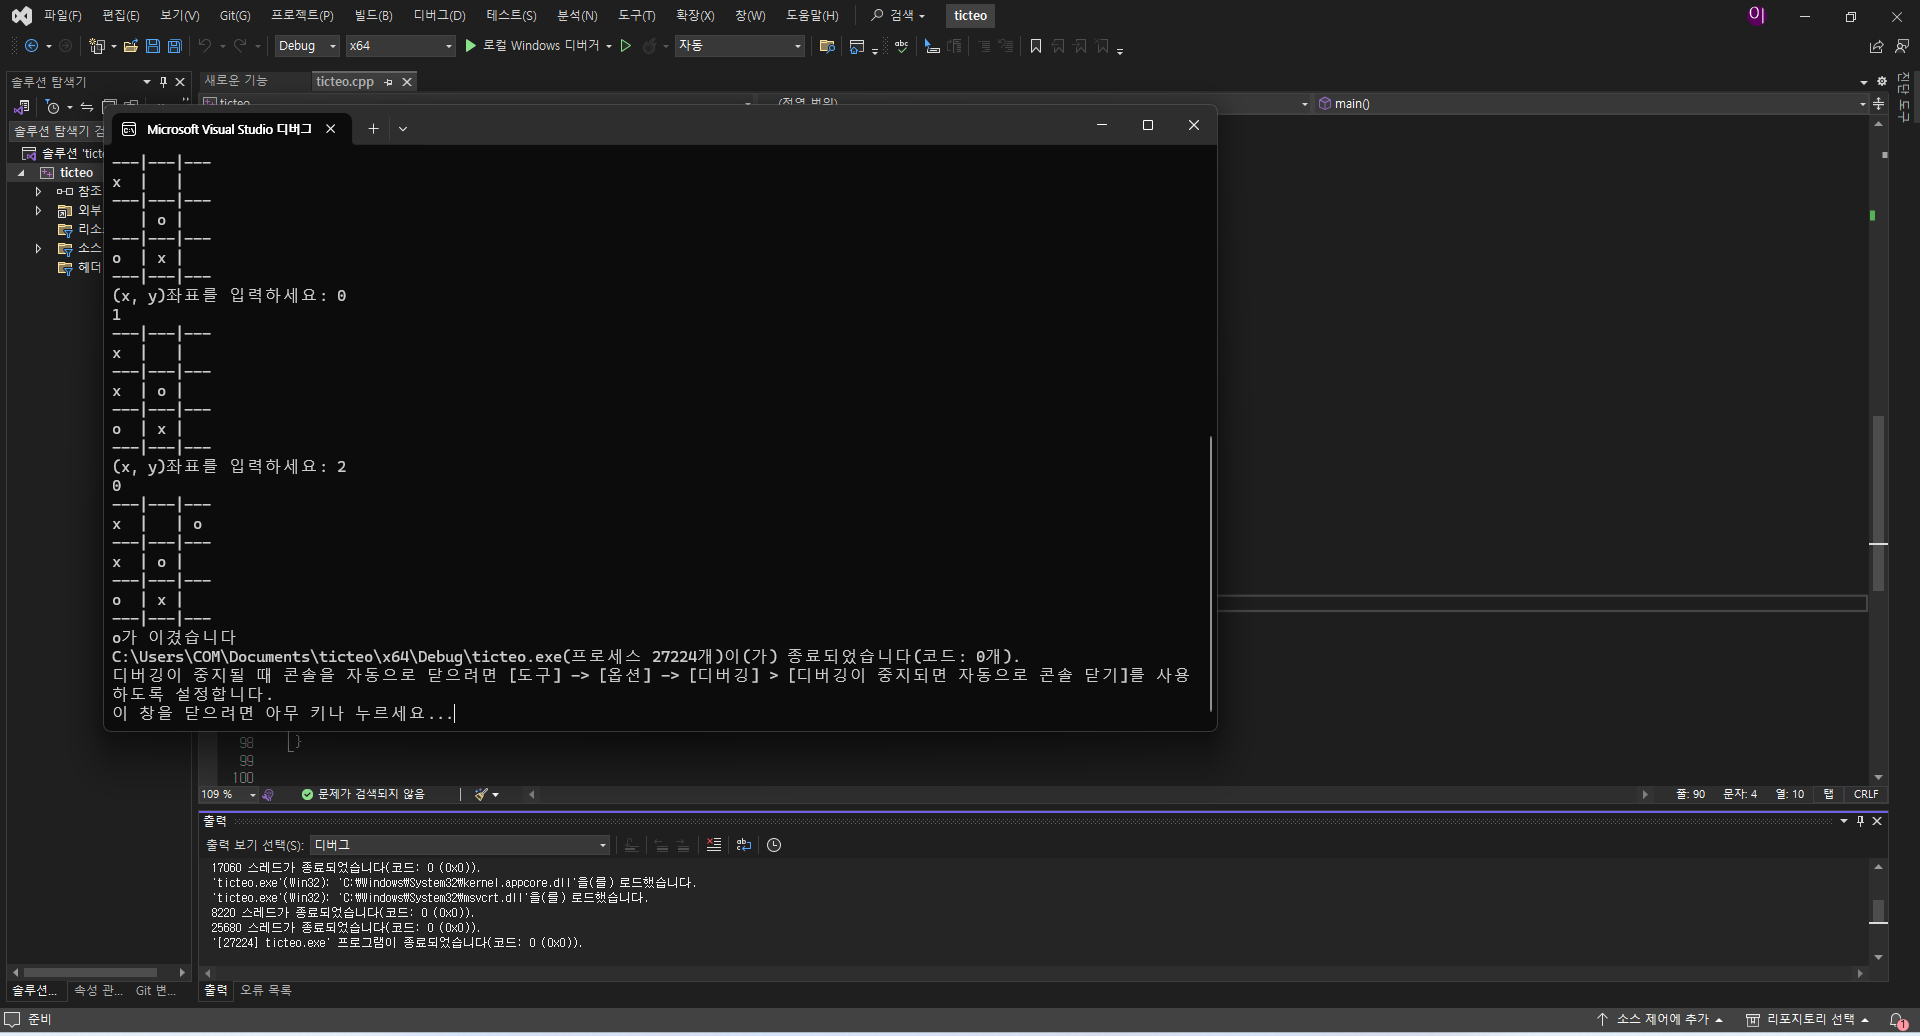 파일(F) 편집(E) 보기(V) Git(G) 프로젝트(P) 빌드(B) 디버그(D) 테스트(S) 분석(N) 도구(T) 확장(X) 창(W) 도움말(H) 검색 ticteo
Debug x64 로컬 Windows 디버거 자동
솔루션 탐색기 새로운 기능 ticteo.cpp
ticteo (전역 범위) main()
진단 도구
솔루션 탐색기 검
솔루션 'ticte
ticteo
참조
외부
리소
소스
헤더
Microsoft Visual Studio 디버그
---|---|---
x | |
---|---|---
| o |
---|---|---
o | x |
---|---|---
(x, y)좌표를 입력하세요: 0
1
---|---|---
x | |
---|---|---
x | o |
---|---|---
o | x |
---|---|---
(x, y)좌표를 입력하세요: 2
0
---|---|---
x | | o
---|---|---
x | o |
---|---|---
o | x |
---|---|---
o가 이겼습니다
C:\Users\COM\Documents\ticteo\x64\Debug\ticteo.exe(프로세스 27224개)이(가) 종료되었습니다(코드: 0개).
디버깅이 중지될 때 콘솔을 자동으로 닫으려면 [도구] -> [옵션] -> [디버깅] > [디버깅이 중지되면 자동으로 콘솔 닫기]를 사용
하도록 설정합니다.
이 창을 닫으려면 아무 키나 누르세요...
98 }
99
100
109 % 문제가 검색되지 않음 줄: 90 문자: 4 열: 10 탭 CRLF
출력
출력 보기 선택(S): 디버그
17060 스레드가 종료되었습니다(코드: 0 (0x0)).
'ticteo.exe'(Win32): 'C:₩Windows₩System32₩kernel.appcore.dll'을(를) 로드했습니다.
'ticteo.exe'(Win32): 'C:₩Windows₩System32₩msvcrt.dll'을(를) 로드했습니다.
8220 스레드가 종료되었습니다(코드: 0 (0x0)).
25680 스레드가 종료되었습니다(코드: 0 (0x0)).
'[27224] ticteo.exe' 프로그램이 종료되었습니다(코드: 0 (0x0)).
솔루션... 속성 관... Git 변... 출력 오류 목록
준비 소스 제어에 추가 리포지토리 선택 1